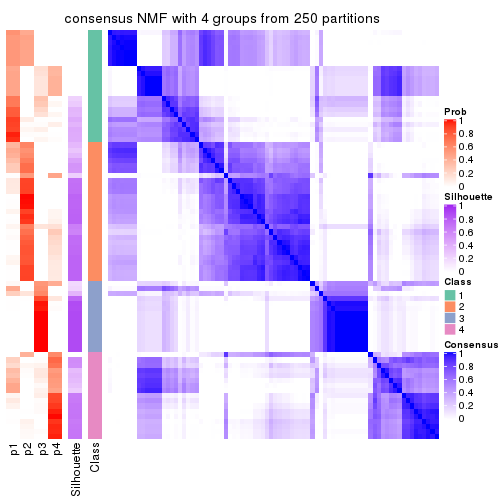 consensus NMF with 4 groups from 250 partitions
Prob
1
0.8
0.6
0.4
0.2
0
Silhouette
1
0.8
0.6
0.4
0.2
0
Class
1
2
3
4
Consensus
1
0.8
0.6
0.4
0.2
0
p1
p2
p3
p4
Silhouette
Class